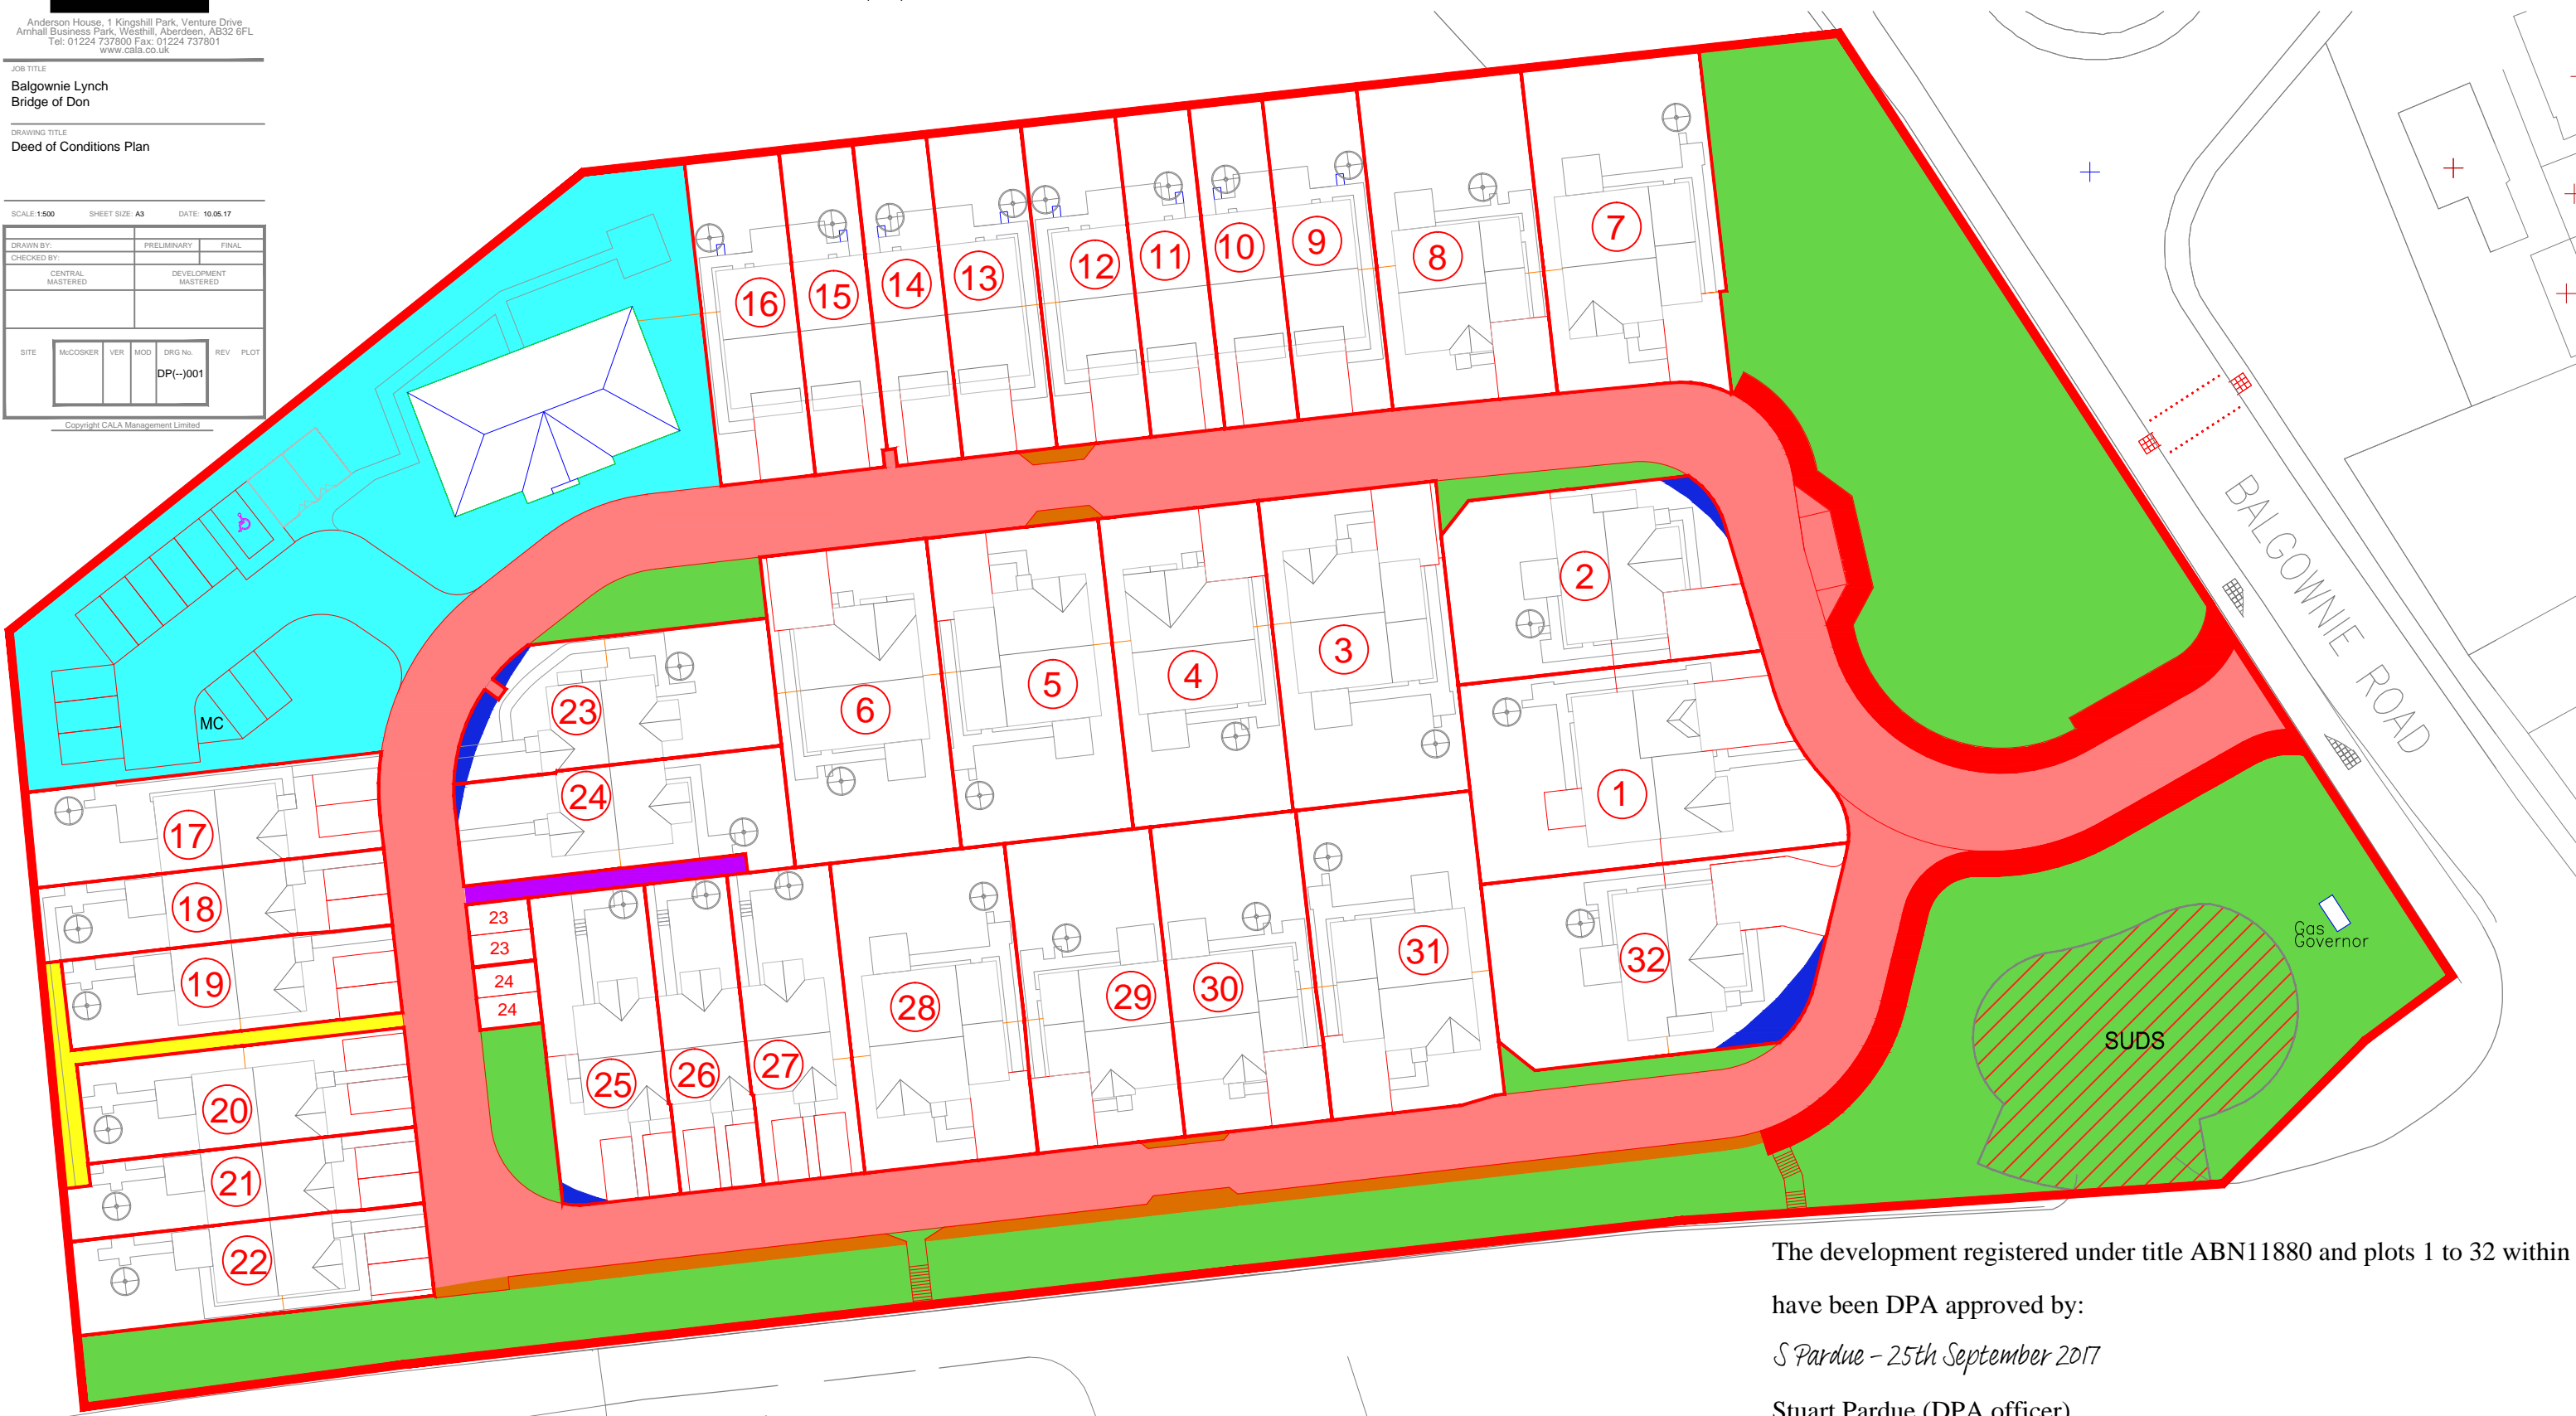 Anderson House, 1 Kingshill Park, Venture Drive
Arnhall Business Park, Westhill, Aberdeen, AB32 6FL
Tel: 01224 737800 Fax: 01224 737801
www.cala.co.uk
JOB TITLE
Balgownie Lynch
Bridge of Don
DRAWING TITLE
Deed of Conditions Plan
SCALE: 1:500 SHEET SIZE: A3 DATE: 10.05.17
DRAWN BY: PRELIMINARY FINAL
CHECKED BY:
CENTRAL MASTERED DEVELOPMENT MASTERED
SITE McCOSKER VER MOD DRG No. REV PLOT
DP(--)001
Copyright CALA Management Limited
16
15
14
13
12
11
10
9
8
7
6
5
4
3
2
1
MC
23
24
17
18
19
20
21
22
23
23
24
24
25
26
27
28
29
30
31
32
BALGOWNIE ROAD
Gas
Governor
SUDS
The development registered under title ABN11880 and plots 1 to 32 within
have been DPA approved by:
S Pardue - 25th September 2017
Stuart Pardue (DPA officer)